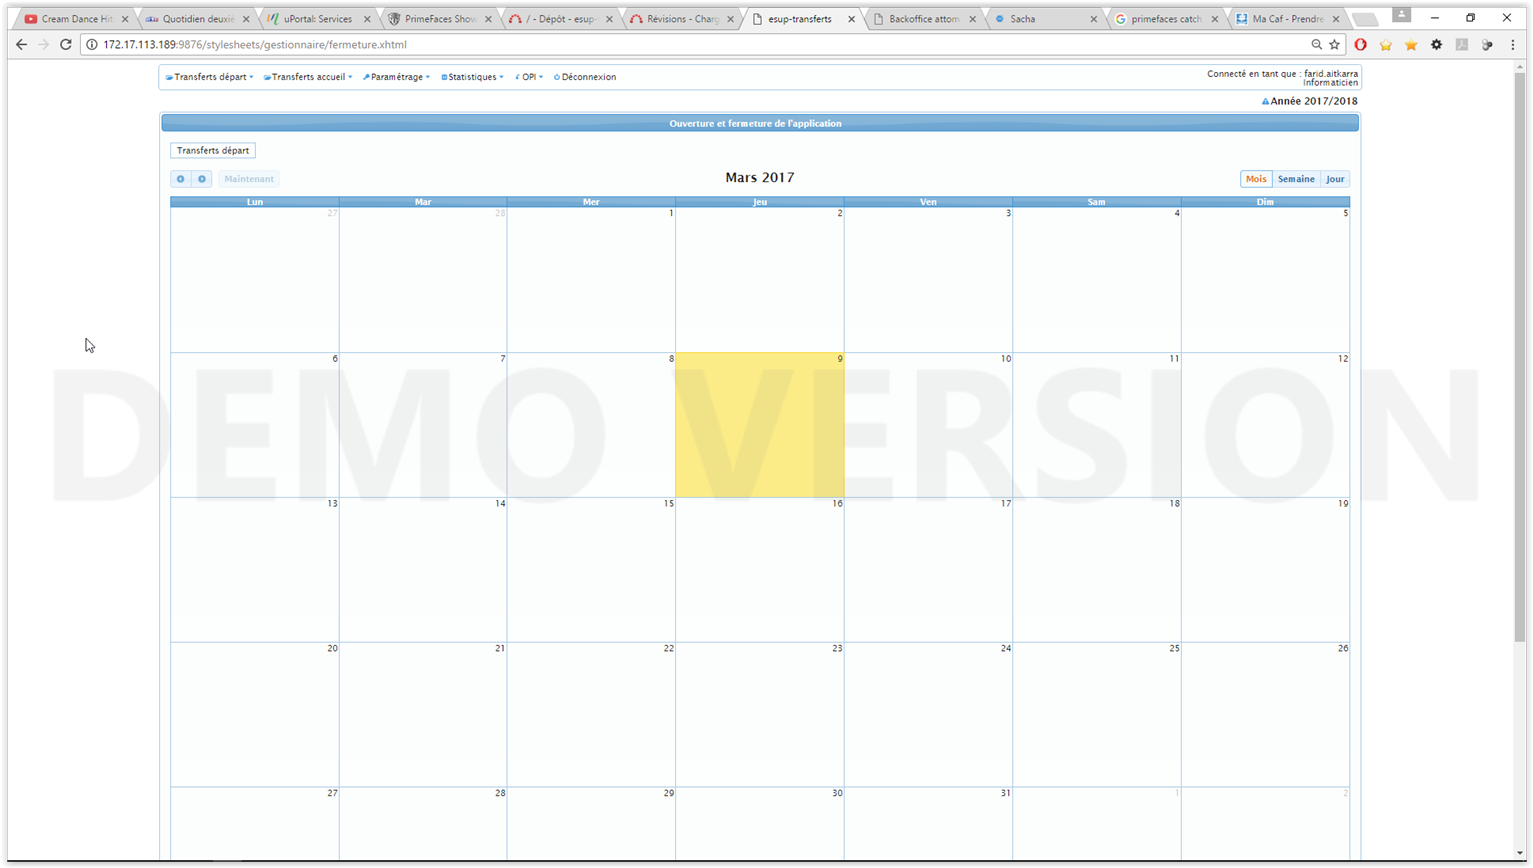 Cream Dance Hit
Quotidien deuxiè
uPortal: Services
PrimeFaces Show
/ - Dépôt - esup-
Révisions - Charg
esup-transferts
Backoffice attom
Sacha
primefaces catch
Ma Caf - Prendre
172.17.113.189:9876/stylesheets/gestionnaire/fermeture.xhtml
Transferts départ
Transferts accueil
Paramétrage
Statistiques
OPI
Déconnexion
Connecté en tant que : farid.aitkarra
Informaticien
Année 2017/2018
Ouverture et fermeture de l'application
Transferts départ
Maintenant
Mars 2017
Mois Semaine Jour
Lun Mar Mer Jeu Ven Sam Dim
27 28 1 2 3 4 5
6 7 8 9 10 11 12
DEMO VERSION
13 14 15 16 17 18 19
20 21 22 23 24 25 26
27 28 29 30 31 1 2